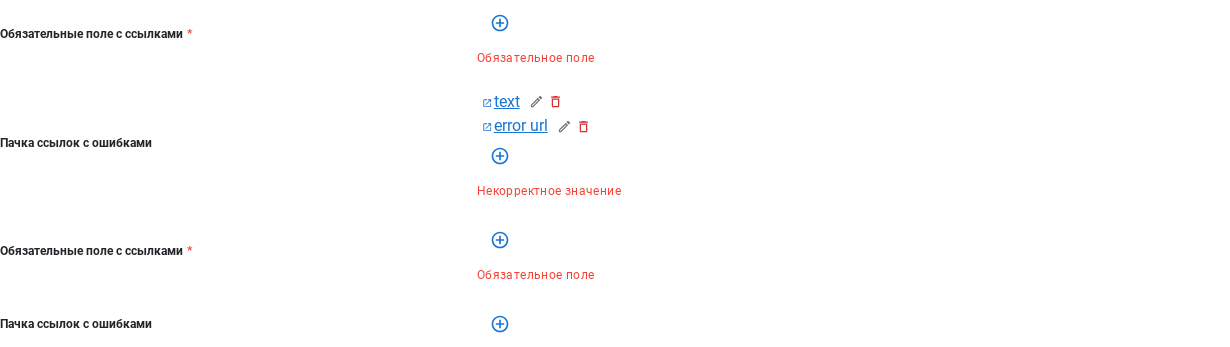 Обязательные поле с ссылками *
Обязательное поле
text
error url
Пачка ссылок с ошибками
Некорректное значение
Обязательные поле с ссылками *
Обязательное поле
Пачка ссылок с ошибками